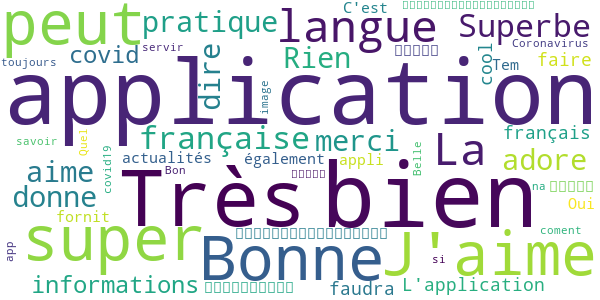 C'est
peut
pratique
langue
Superbe
covid
servir
dire
Rien
cool
Coronavirus
toujours
Tem
faire
application
image
savoir
Quel
française
merci
La
français
actualités
également
appli
adore
aime
covid19
Bon
Belle
Très
bien
na
donne
Oui
fornit
super
Bonne
J'aime
coment
app
si
informations
faudra
L'application